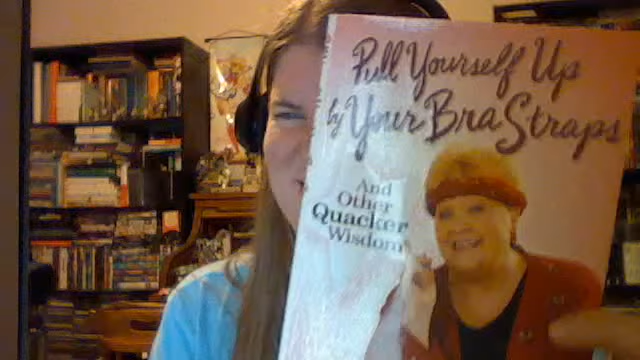 Pull Yourself Up
by Your Bra Straps
And
Other
Quacker
Wisdom